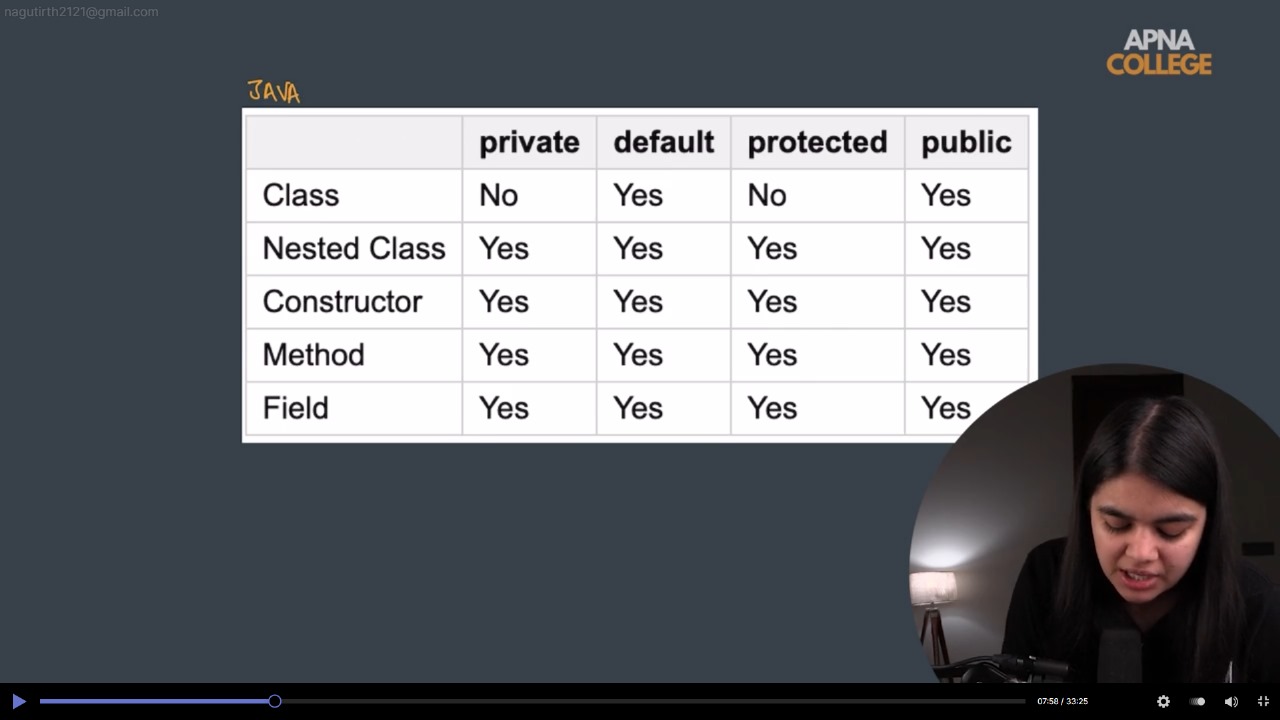 nagutirth2121@gmail.com
APNA
COLLEGE
JAVA
private default protected public
Class No Yes No Yes
Nested Class Yes Yes Yes Yes
Constructor Yes Yes Yes Yes
Method Yes Yes Yes Yes
Field Yes Yes Yes Yes
07:58 / 33:25